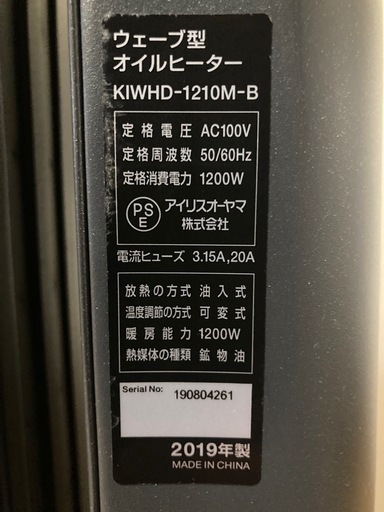 ウェーブ型
オイルヒーター
KIWHD-1210M-B
定格電圧 AC100V
定格周波数 50/60Hz
定格消費電力 1200W
PS
E
アイリスオーヤマ
株式会社
電流ヒューズ 3.15A,20A
放熱の方式 油入式
温度調節の方式 可変式
暖房能力 1200W
熱媒体の種類 鉱物油
Serial No: 190804261
2019年製
MADE IN CHINA